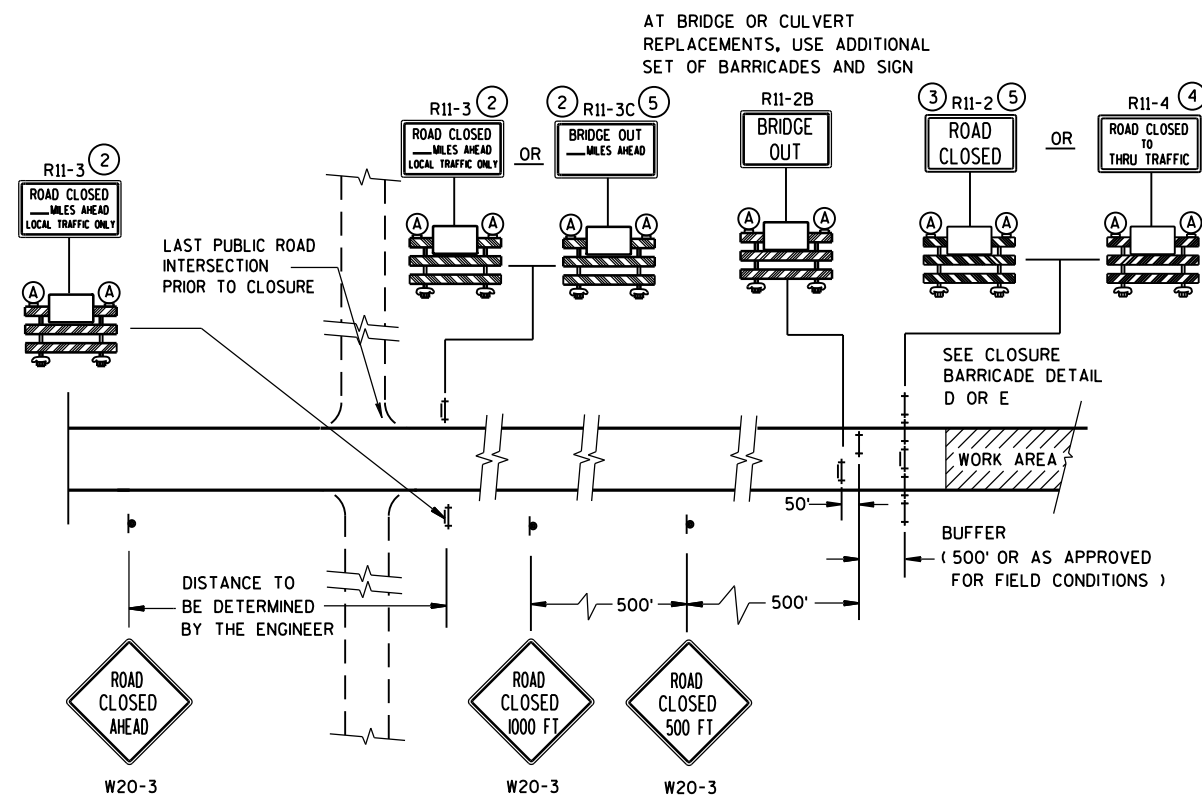 AT BRIDGE OR CULVERT
REPLACEMENTS, USE ADDITIONAL
SET OF BARRICADES AND SIGN
R11-3 2
ROAD CLOSED
___MILES AHEAD
LOCAL TRAFFIC ONLY
A A
R11-3 2
ROAD CLOSED
___MILES AHEAD
LOCAL TRAFFIC ONLY
A A
OR
2 R11-3C 5
BRIDGE OUT
___MILES AHEAD
A A
R11-2B
BRIDGE
OUT
A A
3 R11-2 5
ROAD
CLOSED
A A
OR
R11-4 4
ROAD CLOSED
TO
THRU TRAFFIC
A A
LAST PUBLIC ROAD
INTERSECTION
PRIOR TO CLOSURE
SEE CLOSURE
BARRICADE DETAIL
D OR E
WORK AREA
50'
BUFFER
(500' OR AS APPROVED
FOR FIELD CONDITIONS )
DISTANCE TO
BE DETERMINED
BY THE ENGINEER
500'
500'
ROAD
CLOSED
AHEAD
W20-3
ROAD
CLOSED
1000 FT
W20-3
ROAD
CLOSED
500 FT
W20-3